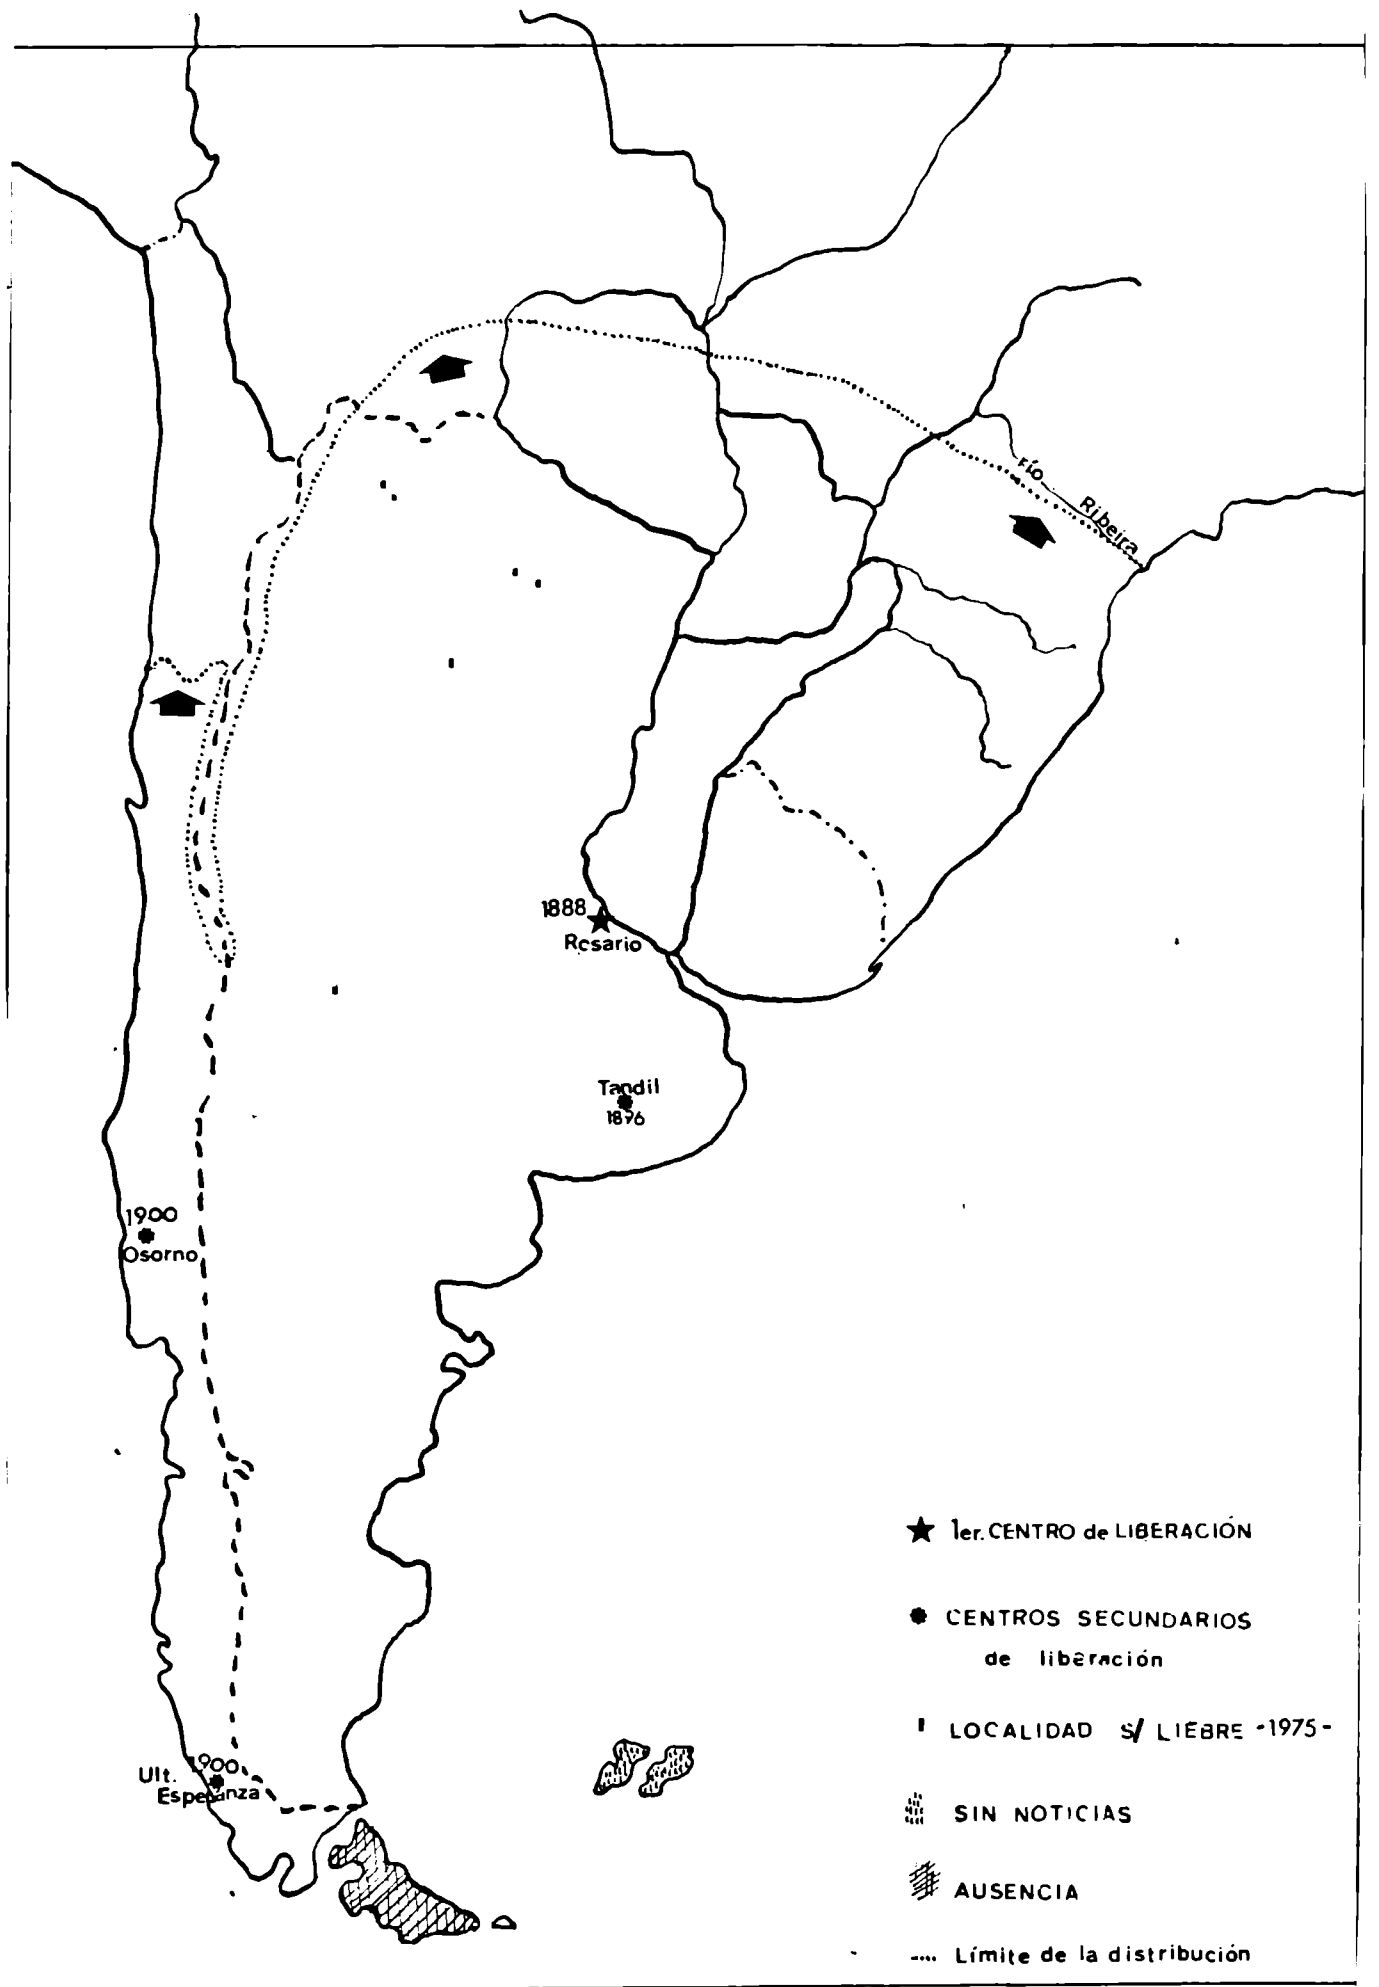 río
Ribeira
1888
Rosario
Tandil
1896
1900
Osorno
1900
Ult.
Esperanza
1er. CENTRO de LIBERACIÓN
CENTROS SECUNDARIOS
de liberación
LOCALIDAD s/ LIEBRE -1975-
SIN NOTICIAS
AUSENCIA
Límite de la distribución